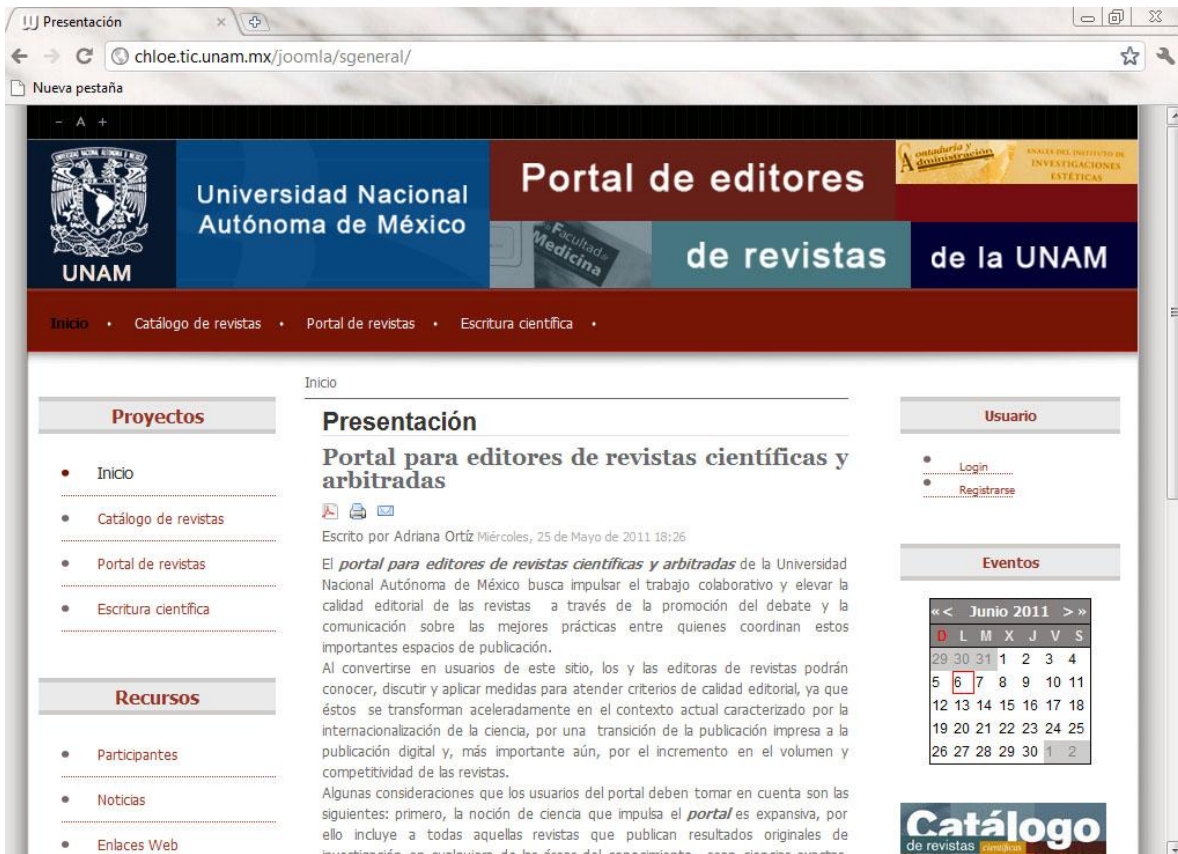 Presentación
chloe.tic.unam.mx/joomla/sgeneral/
Nueva pestaña
- A +
UNAM
Universidad Nacional
Autónoma de México
Portal de editores
Facultad de
Medicina
de revistas
Contaduría y
Administración
ANALES DEL INSTITUTO DE
INVESTIGACIONES
ESTÉTICAS
de la UNAM
Inicio • Catálogo de revistas • Portal de revistas • Escritura científica •
Proyectos
• Inicio
• Catálogo de revistas
• Portal de revistas
• Escritura científica
Recursos
• Participantes
• Noticias
• Enlaces Web
Inicio
Presentación
Portal para editores de revistas científicas y
arbitradas
Escrito por Adriana Ortíz Miércoles, 25 de Mayo de 2011 18:26
El portal para editores de revistas científicas y arbitradas de la Universidad
Nacional Autónoma de México busca impulsar el trabajo colaborativo y elevar la
calidad editorial de las revistas a través de la promoción del debate y la
comunicación sobre las mejores prácticas entre quienes coordinan estos
importantes espacios de publicación.
Al convertirse en usuarios de este sitio, los y las editoras de revistas podrán
conocer, discutir y aplicar medidas para atender criterios de calidad editorial, ya que
éstos se transforman aceleradamente en el contexto actual caracterizado por la
internacionalización de la ciencia, por una transición de la publicación impresa a la
publicación digital y, más importante aún, por el incremento en el volumen y
competitividad de las revistas.
Algunas consideraciones que los usuarios del portal deben tomar en cuenta son las
siguientes: primero, la noción de ciencia que impulsa el portal es expansiva, por
ello incluye a todas aquellas revistas que publican resultados originales de
investigación en cualquiera de las áreas del conocimiento, sean ciencias exactas,
Usuario
• Login
• Registrarse
Eventos
« < Junio 2011 > »
D L M X J V S
29 30 31 1 2 3 4
5 6 7 8 9 10 11
12 13 14 15 16 17 18
19 20 21 22 23 24 25
26 27 28 29 30 1 2
Catálogo
de revistas científicas